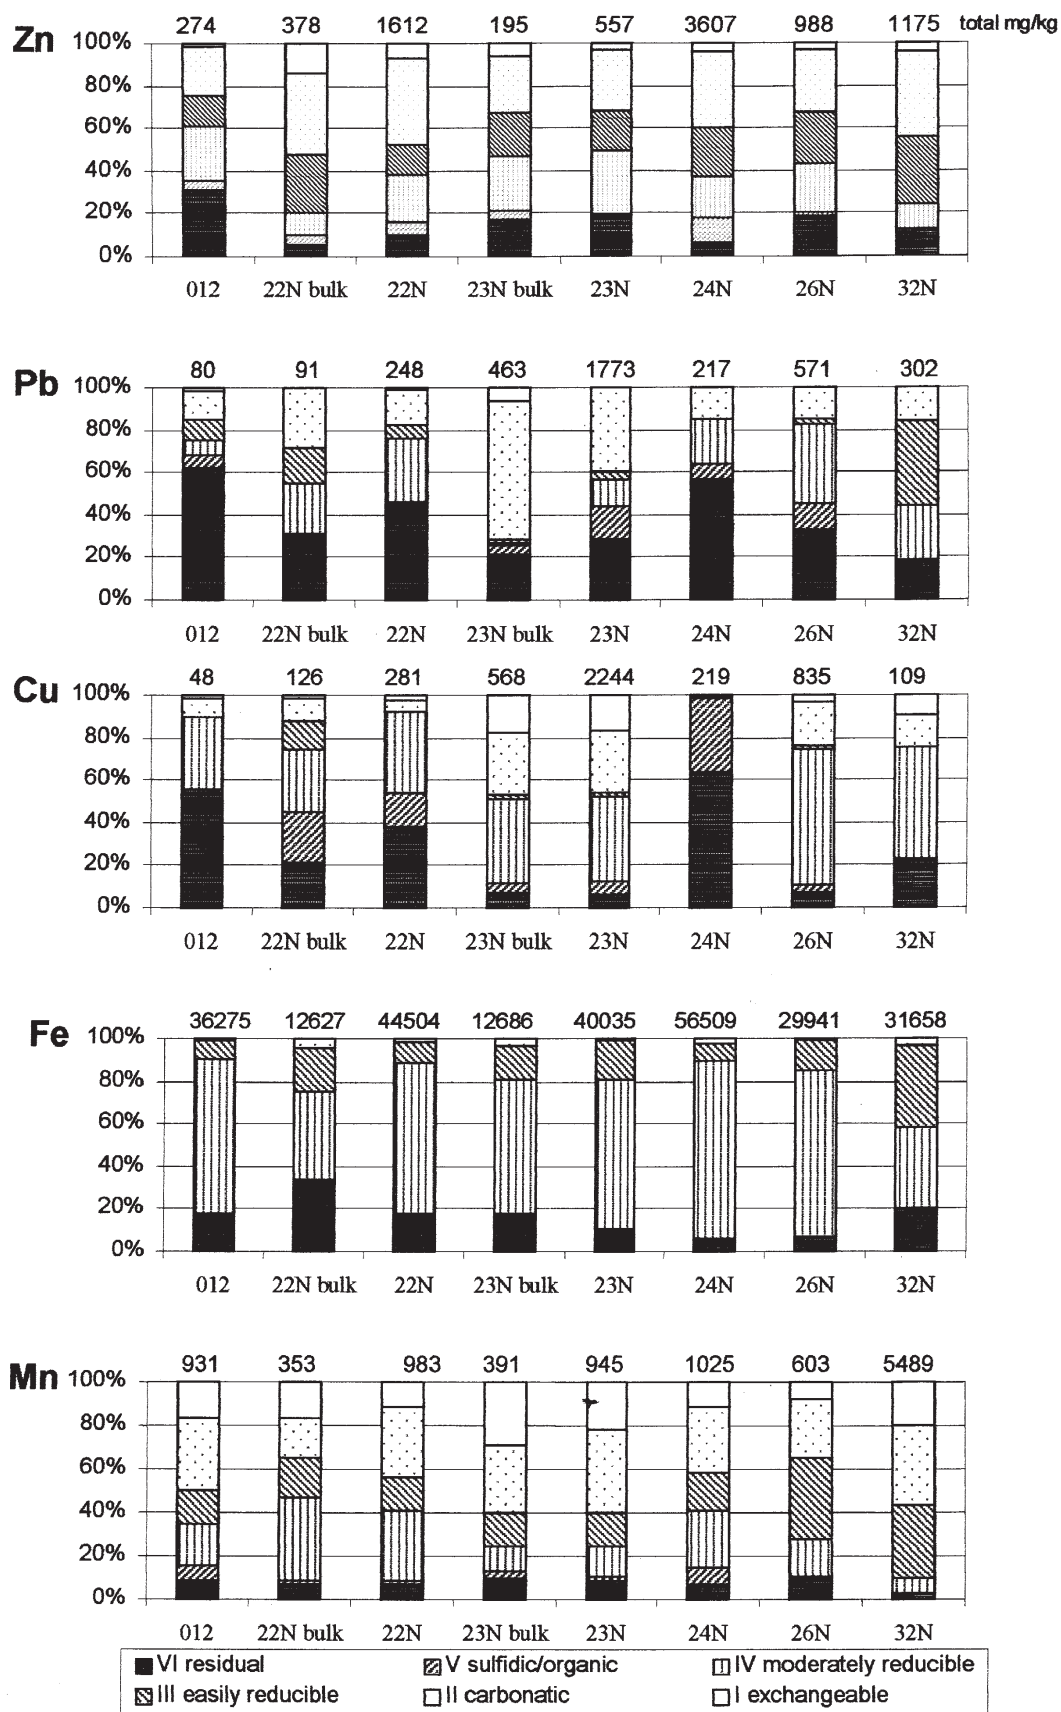 Zn 274 378 1612 195 557 3607 988 1175 total mg/kg
100%
80%
60%
40%
20%
0%
012 22N bulk 22N 23N bulk 23N 24N 26N 32N
Pb 80 91 248 463 1773 217 571 302
100%
80%
60%
40%
20%
0%
012 22N bulk 22N 23N bulk 23N 24N 26N 32N
Cu 48 126 281 568 2244 219 835 109
100%
80%
60%
40%
20%
0%
012 22N bulk 22N 23N bulk 23N 24N 26N 32N
Fe 36275 12627 44504 12686 40035 56509 29941 31658
100%
80%
60%
40%
20%
0%
012 22N bulk 22N 23N bulk 23N 24N 26N 32N
Mn 931 353 983 391 945 1025 603 5489
100%
80%
60%
40%
20%
0%
012 22N bulk 22N 23N bulk 23N 24N 26N 32N
VI residual V sulfidic/organic IV moderately reducible
III easily reducible II carbonatic I exchangeable